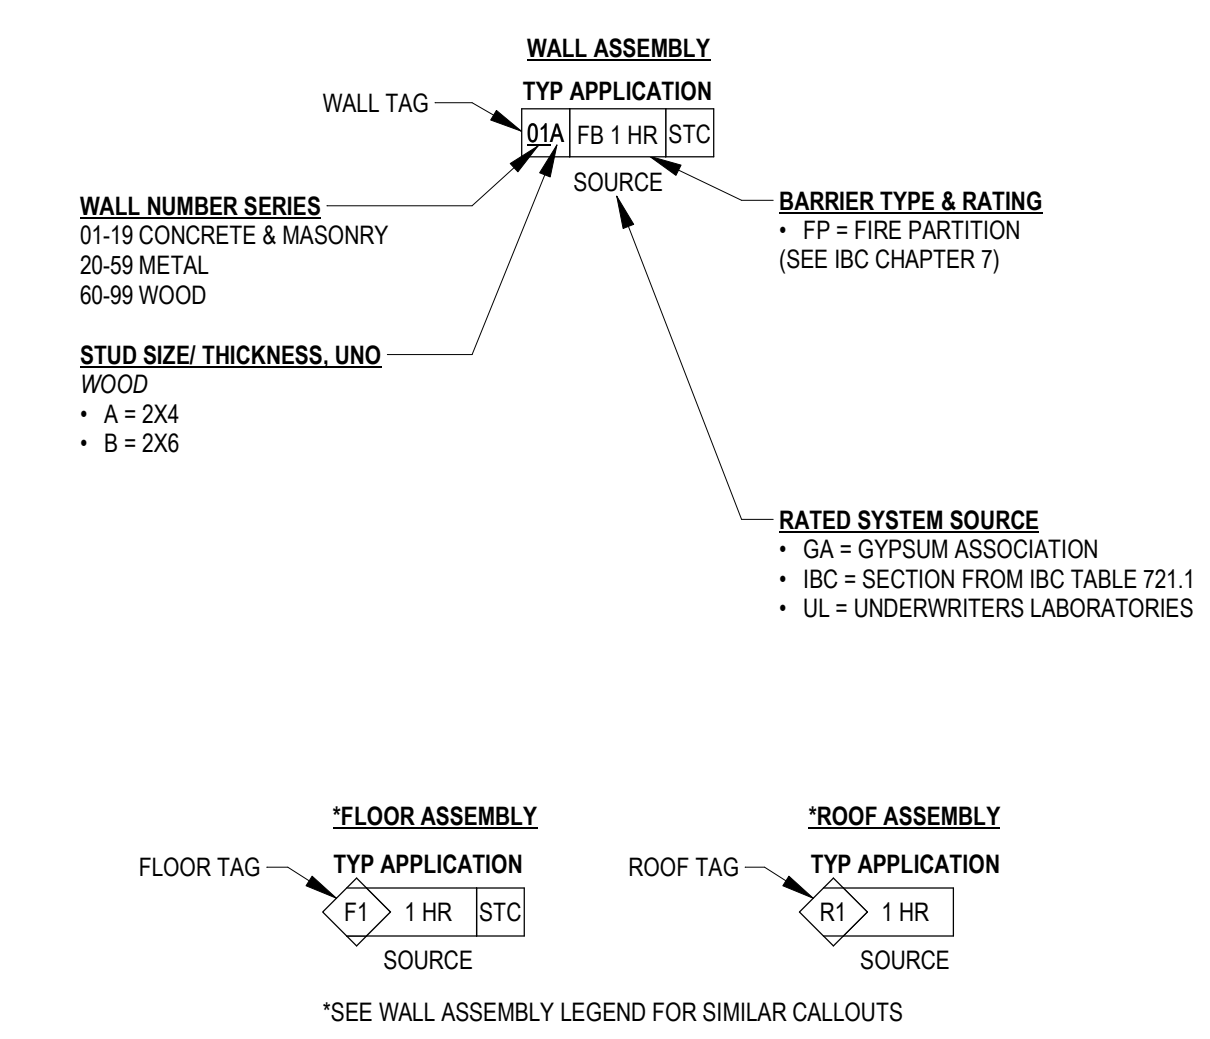 WALL ASSEMBLY
TYP APPLICATION
WALL TAG
01A FB 1 HR STC
SOURCE
WALL NUMBER SERIES
01-19 CONCRETE & MASONRY
20-59 METAL
60-99 WOOD
BARRIER TYPE & RATING
• FP = FIRE PARTITION
(SEE IBC CHAPTER 7)
STUD SIZE/ THICKNESS, UNO
WOOD
• A = 2X4
• B = 2X6
RATED SYSTEM SOURCE
• GA = GYPSUM ASSOCIATION
• IBC = SECTION FROM IBC TABLE 721.1
• UL = UNDERWRITERS LABORATORIES
*FLOOR ASSEMBLY
FLOOR TAG
TYP APPLICATION
F1 1 HR STC
SOURCE
*ROOF ASSEMBLY
ROOF TAG
TYP APPLICATION
R1 1 HR
SOURCE
*SEE WALL ASSEMBLY LEGEND FOR SIMILAR CALLOUTS